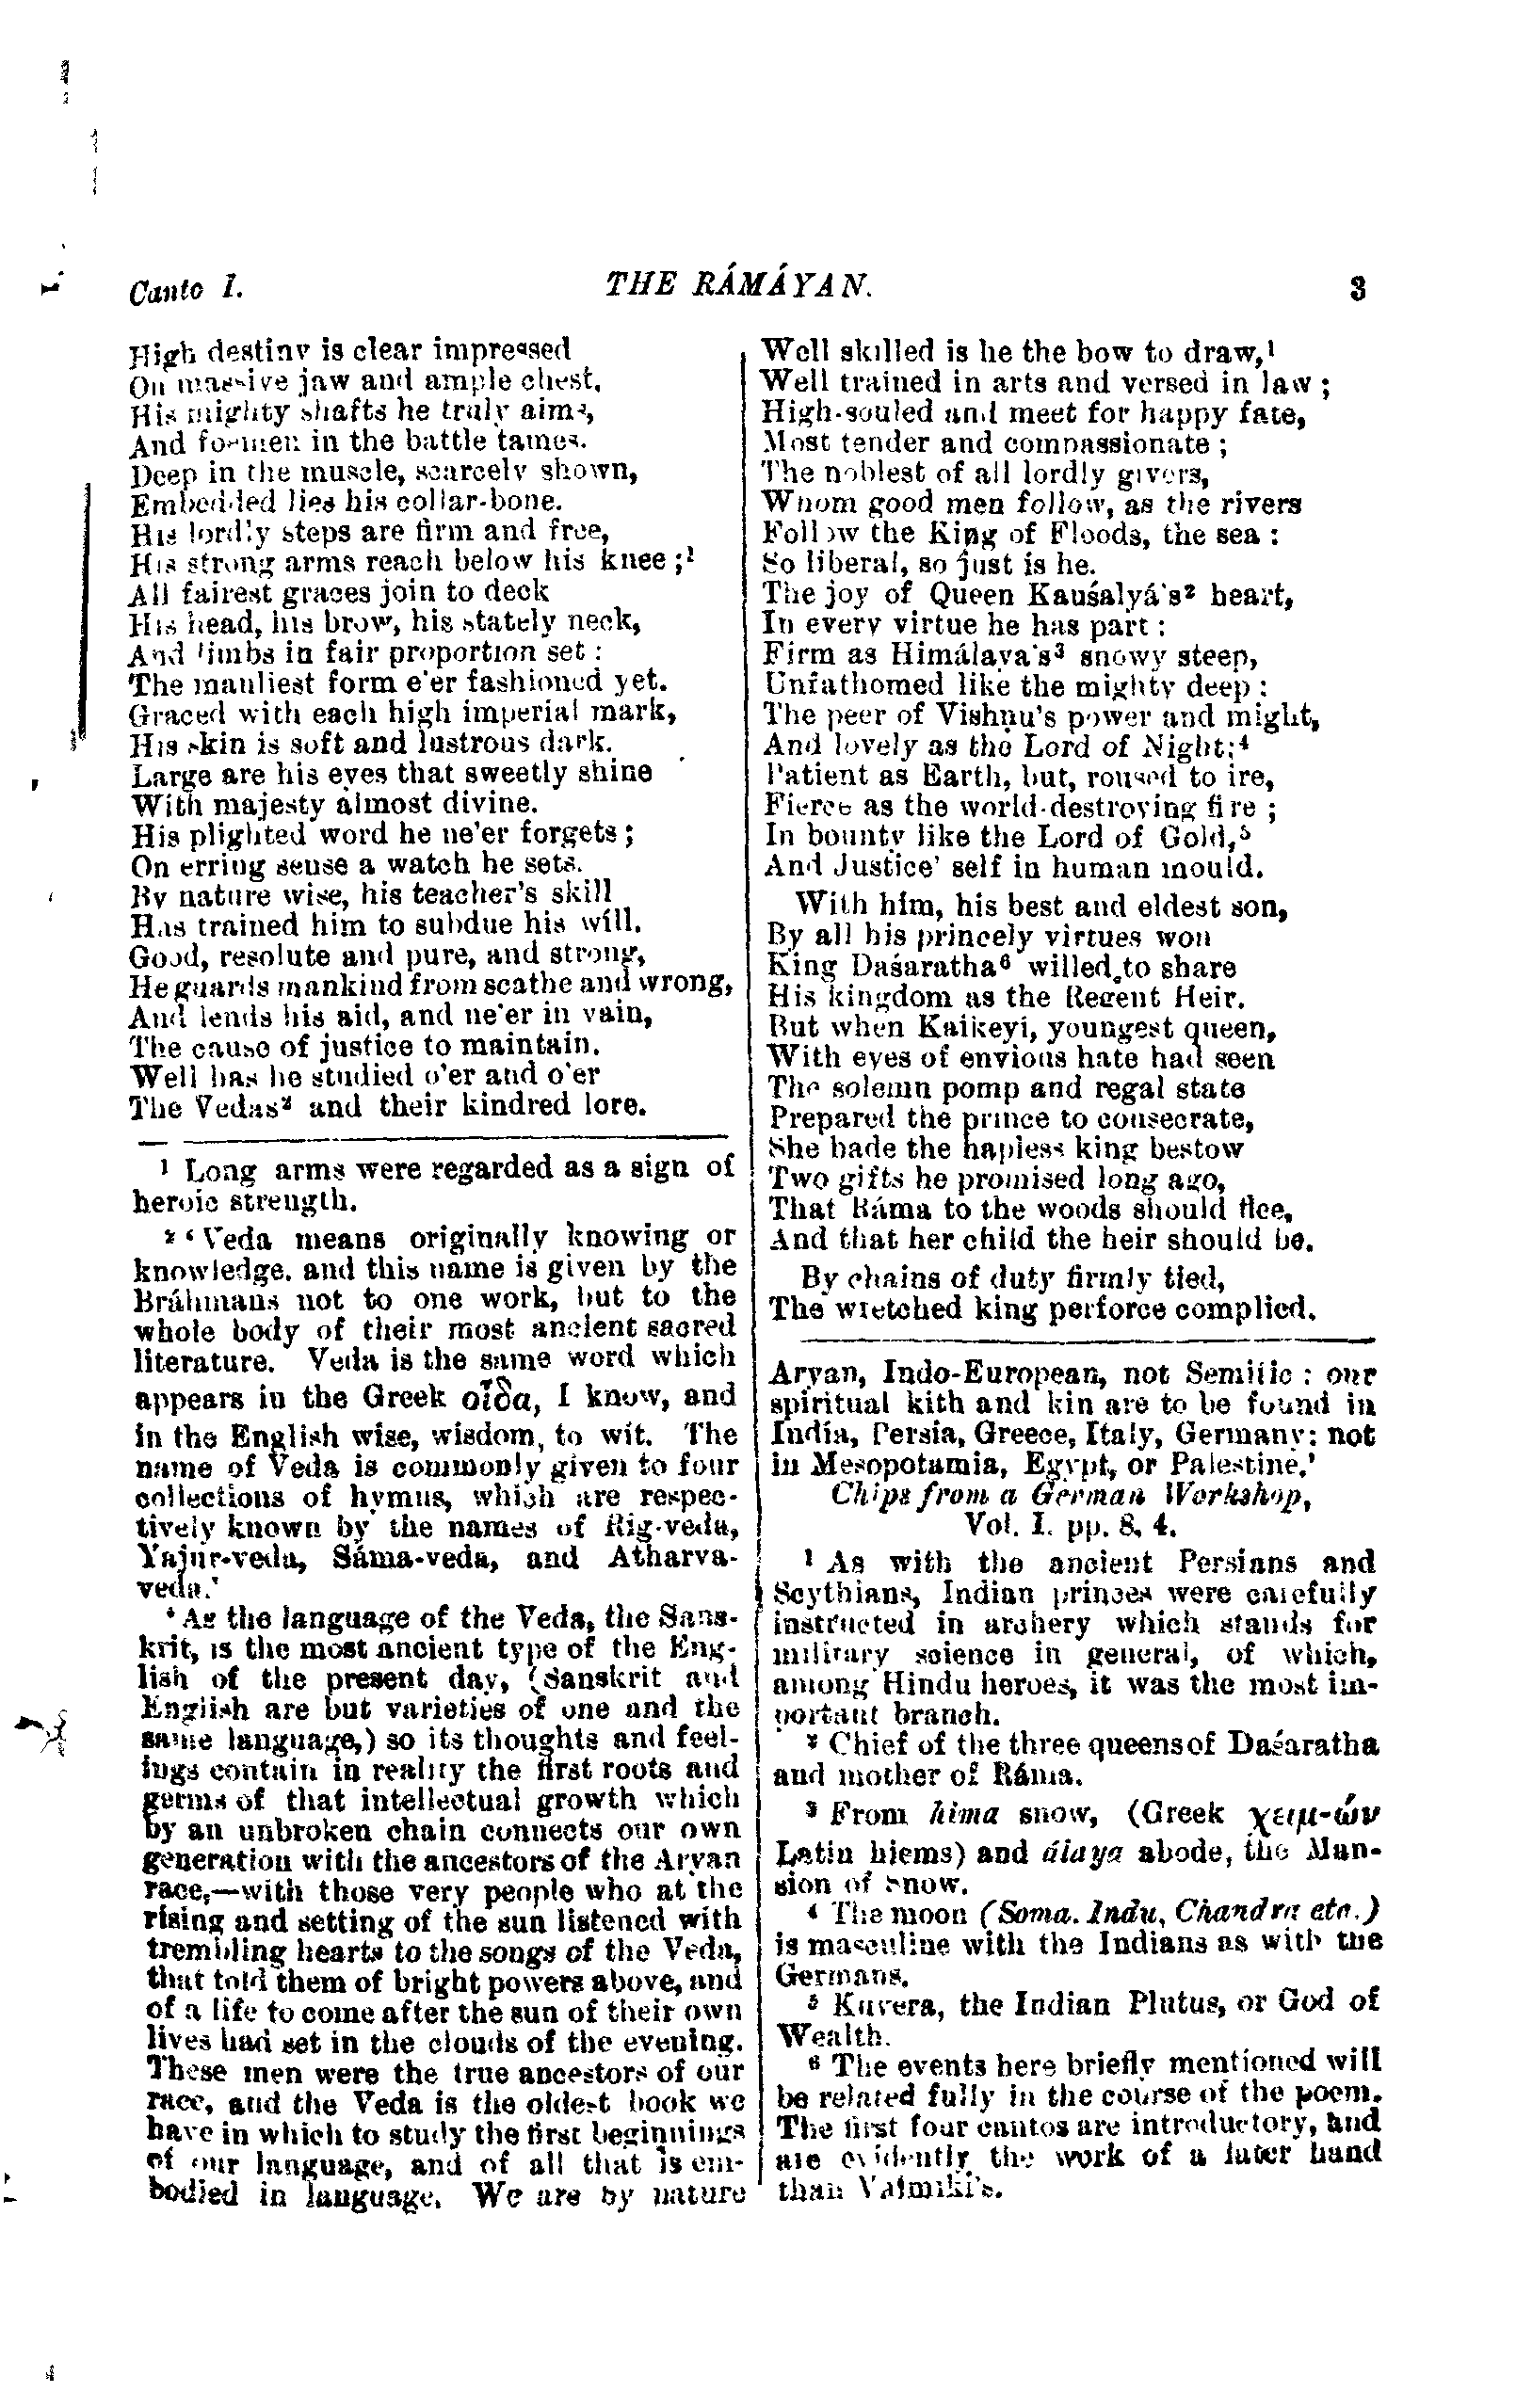 Canto I.
THE RÁMÁYAN.
3
High destiny is clear impressed
On massive jaw and ample chest,
His mighty shafts he truly aims,
And foemen in the battle tames.
Deep in the muscle, scarcely shown,
Embedded lies his collar-bone.
His lordly steps are firm and free,
His strong arms reach below his knee;¹
All fairest graces join to deck
His head, his brow, his stately neck,
And limbs in fair proportion set:
The manliest form e'er fashioned yet.
Graced with each high imperial mark,
His skin is soft and lustrous dark.
Large are his eyes that sweetly shine
With majesty almost divine.
His plighted word he ne'er forgets;
On erring sense a watch he sets.
By nature wise, his teacher's skill
Has trained him to subdue his will.
Good, resolute and pure, and strong,
He guards mankind from scathe and wrong,
And lends his aid, and ne'er in vain,
The cause of justice to maintain.
Well has he studied o'er and o'er
The Vedas² and their kindred lore.
¹ Long arms were regarded as a sign of
heroic strength.
² ‘Veda means originally knowing or
knowledge, and this name is given by the
Bráhmans not to one work, but to the
whole body of their most ancient sacred
literature. Veda is the same word which
appears in the Greek οἶδα, I know, and
in the English wise, wisdom, to wit. The
name of Veda is commonly given to four
collections of hymns, which are respec-
tively known by the names of Rig-veda,
Yajur-veda, Sáma-veda, and Atharva-
veda.’
‘As the language of the Veda, the Sans-
krit, is the most ancient type of the Eng-
lish of the present day, (Sanskrit and
English are but varieties of one and the
same language,) so its thoughts and feel-
ings contain in reality the first roots and
germs of that intellectual growth which
by an unbroken chain connects our own
generation with the ancestors of the Aryan
race,—with those very people who at the
rising and setting of the sun listened with
trembling hearts to the songs of the Veda,
that told them of bright powers above, and
of a life to come after the sun of their own
lives had set in the clouds of the evening.
These men were the true ancestors of our
race, and the Veda is the oldest book we
have in which to study the first beginnings
of our language, and of all that is em-
bodied in language. We are by nature
Well skilled is he the bow to draw,¹
Well trained in arts and versed in law;
High-souled and meet for happy fate,
Most tender and compassionate;
The noblest of all lordly givers,
Whom good men follow, as the rivers
Follow the King of Floods, the sea:
So liberal, so just is he.
The joy of Queen Kauśalyá's² heart,
In every virtue he has part:
Firm as Himálaya's³ snowy steep,
Unfathomed like the mighty deep:
The peer of Vishṇu's power and might,
And lovely as the Lord of Night;⁴
Patient as Earth, but, roused to ire,
Fierce as the world-destroying fire;
In bounty like the Lord of Gold,⁵
And Justice' self in human mould.
With him, his best and eldest son,
By all his princely virtues won
King Daśaratha⁶ willed to share
His kingdom as the Regent Heir.
But when Kaikeyí, youngest queen,
With eyes of envious hate had seen
The solemn pomp and regal state
Prepared the prince to consecrate,
She bade the hapless king bestow
Two gifts he promised long ago,
That Ráma to the woods should flee,
And that her child the heir should be.
By chains of duty firmly tied,
The wretched king perforce complied.
Aryan, Indo-European, not Semitic: our
spiritual kith and kin are to be found in
India, Persia, Greece, Italy, Germany: not
in Mesopotamia, Egypt, or Palestine.’
Chips from a German Workshop,
Vol. I. pp. 8, 4.
¹ As with the ancient Persians and
Scythians, Indian princes were carefully
instructed in archery which stands for
military science in general, of which,
among Hindu heroes, it was the most im-
portant branch.
² Chief of the three queens of Daśaratha
and mother of Ráma.
³ From hima snow, (Greek χειμ-ών
Latin hiems) and álaya abode, the Man-
sion of snow.
⁴ The moon (Soma. Indu, Chandra etc.)
is masculine with the Indians as with the
Germans.
⁵ Kuvera, the Indian Plutus, or God of
Wealth.
⁶ The events here briefly mentioned will
be related fully in the course of the poem.
The first four cantos are introductory, and
are evidently the work of a later hand
than Valmiki's.